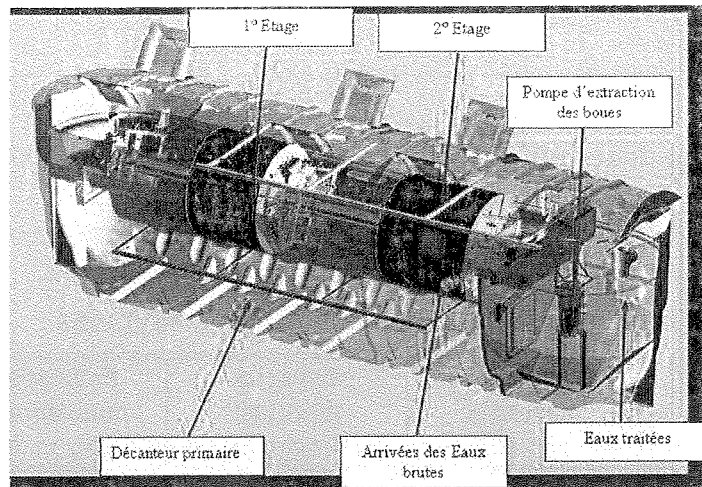 1° Etage
2° Etage
Pompe d'extraction
des boues
Décanteur primaire
Arrivées des Eaux
brutes
Eaux traitées